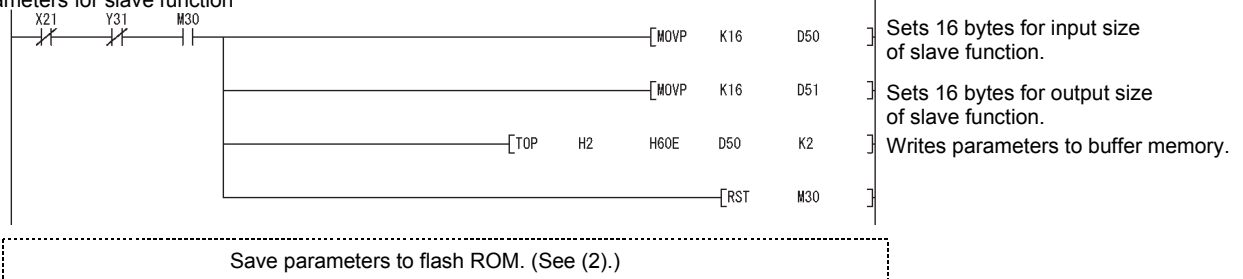 ameters for slave function
X21 Y31 M30
MOVP K16 D50
Sets 16 bytes for input size
of slave function.
MOVP K16 D51
Sets 16 bytes for output size
of slave function.
TOP H2 H60E D50 K2
Writes parameters to buffer memory.
RST M30
Save parameters to flash ROM. (See (2).)